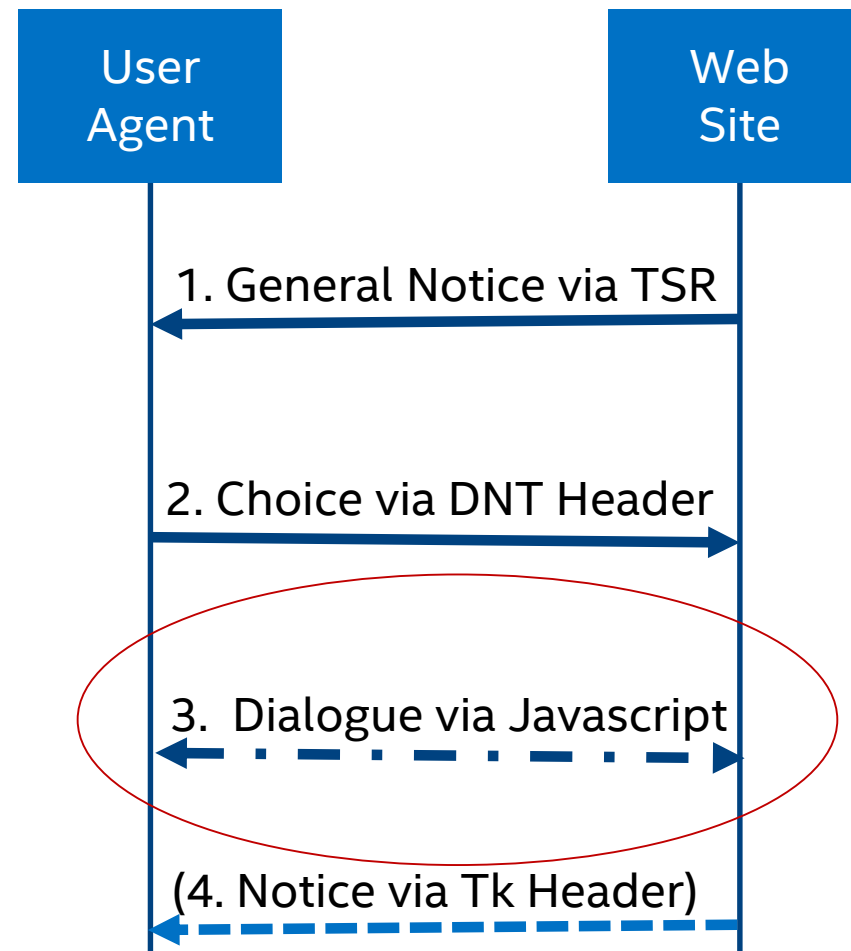 User
Agent
Web
Site
1. General Notice via TSR
2. Choice via DNT Header
3. Dialogue via Javascript
(4. Notice via Tk Header)